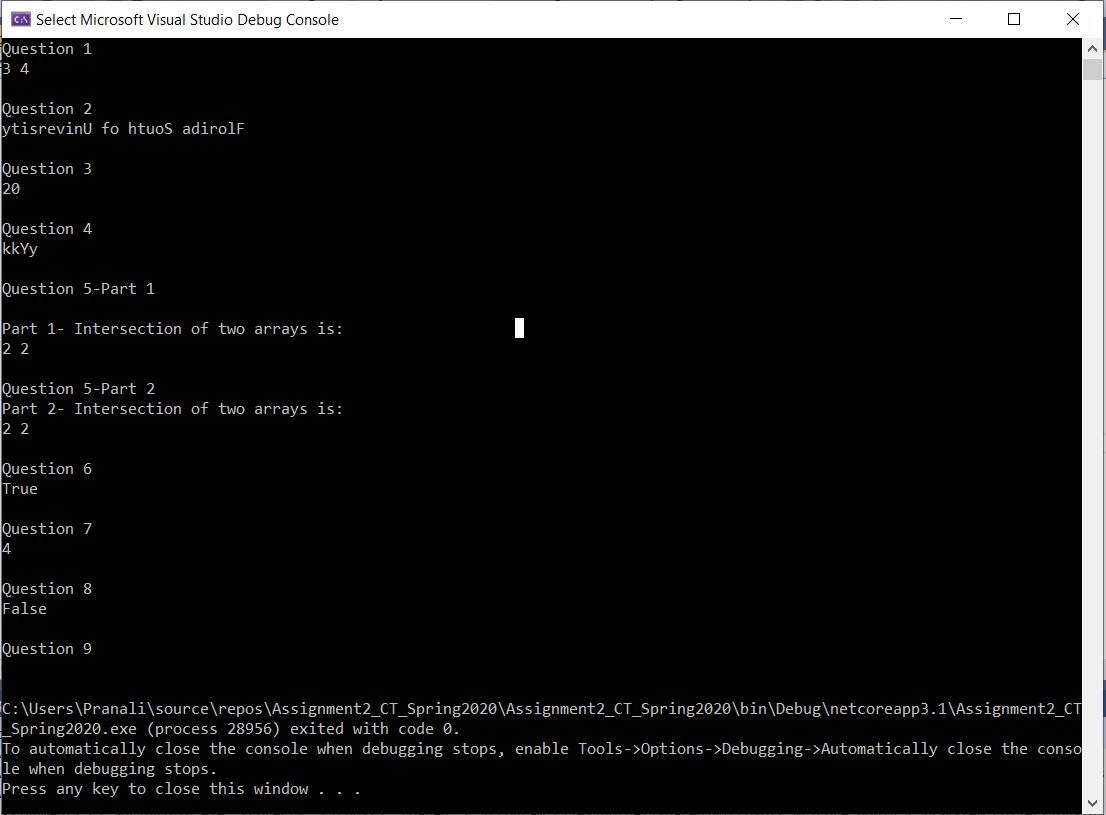 Select Microsoft Visual Studio Debug Console
Question 1
3 4
Question 2
ytisrevinU fo htuoS adirolF
Question 3
20
Question 4
kkYy
Question 5-Part 1
Part 1- Intersection of two arrays is:
2 2
Question 5-Part 2
Part 2- Intersection of two arrays is:
2 2
Question 6
True
Question 7
4
Question 8
False
Question 9
C:\Users\Pranali\source\repos\Assignment2_CT_Spring2020\Assignment2_CT_Spring2020\bin\Debug\netcoreapp3.1\Assignment2_CT
_Spring2020.exe (process 28956) exited with code 0.
To automatically close the console when debugging stops, enable Tools->Options->Debugging->Automatically close the conso
le when debugging stops.
Press any key to close this window . . .